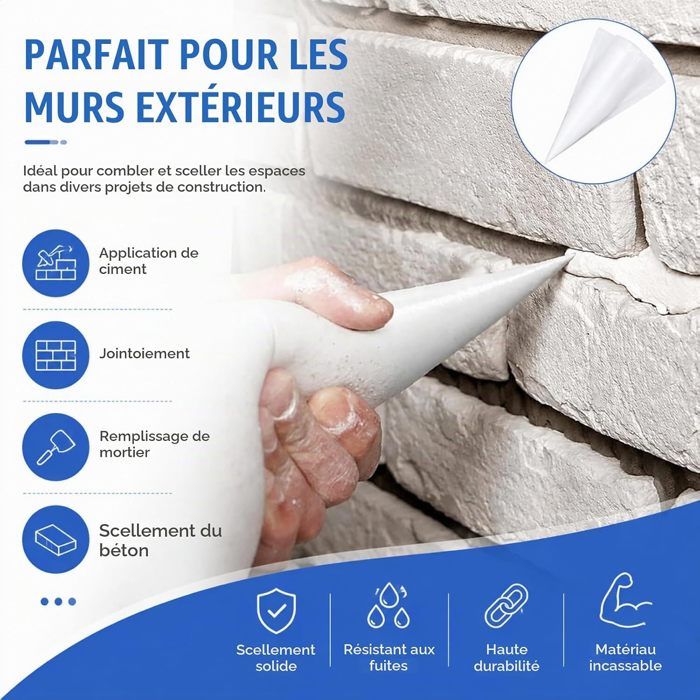 PARFAIT POUR LES
MURS EXTÉRIEURS
Idéal pour combler et sceller les espaces
dans divers projets de construction.
Application de
ciment
Jointoiement
Remplissage de
mortier
Scellement du
béton
Scellement
solide
Résistant aux
fuites
Haute
durabilité
Matériau
incassable